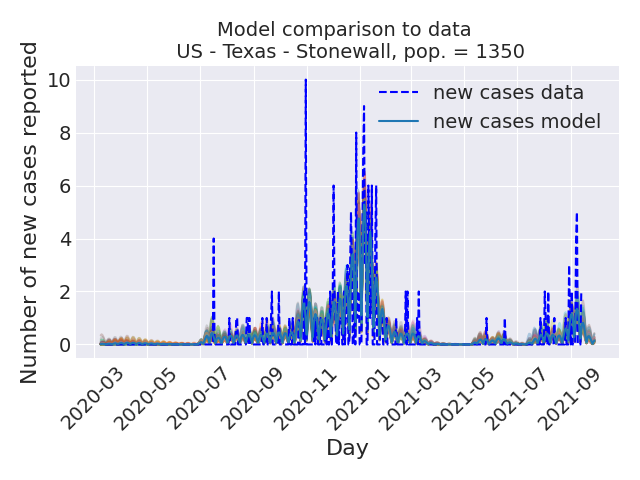 Model comparison to data
US - Texas - Stonewall, pop. = 1350
Number of new cases reported
10
8
6
4
2
0
new cases data
new cases model
2020-03
2020-05
2020-07
2020-09
2020-11
2021-01
2021-03
2021-05
2021-07
2021-09
Day